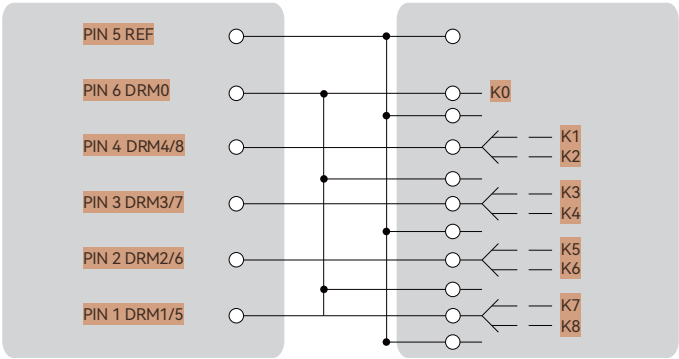 PIN 5 REF
PIN 6 DRM0
K0
PIN 4 DRM4/8
K1
K2
PIN 3 DRM3/7
K3
K4
PIN 2 DRM2/6
K5
K6
PIN 1 DRM1/5
K7
K8